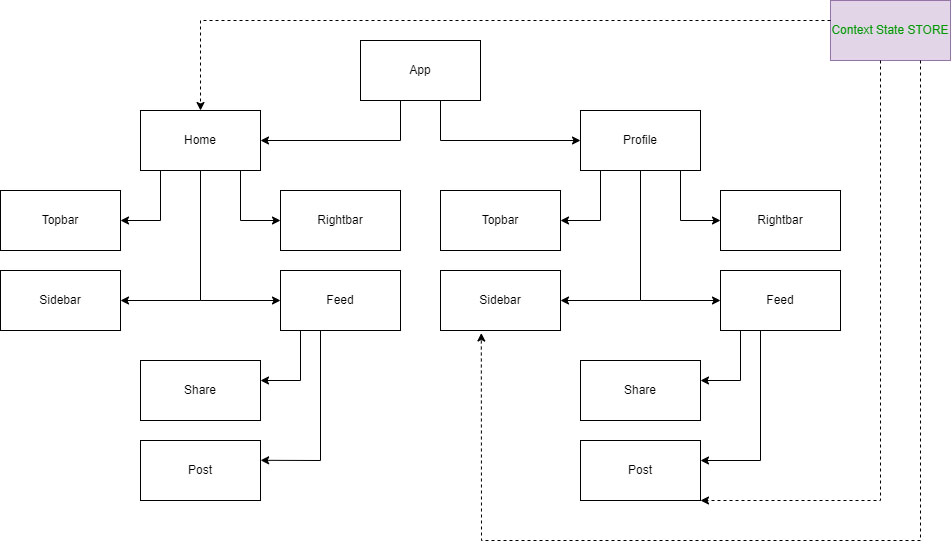 Context State STORE
App
Home
Profile
Topbar
Rightbar
Topbar
Rightbar
Sidebar
Feed
Sidebar
Feed
Share
Share
Post
Post